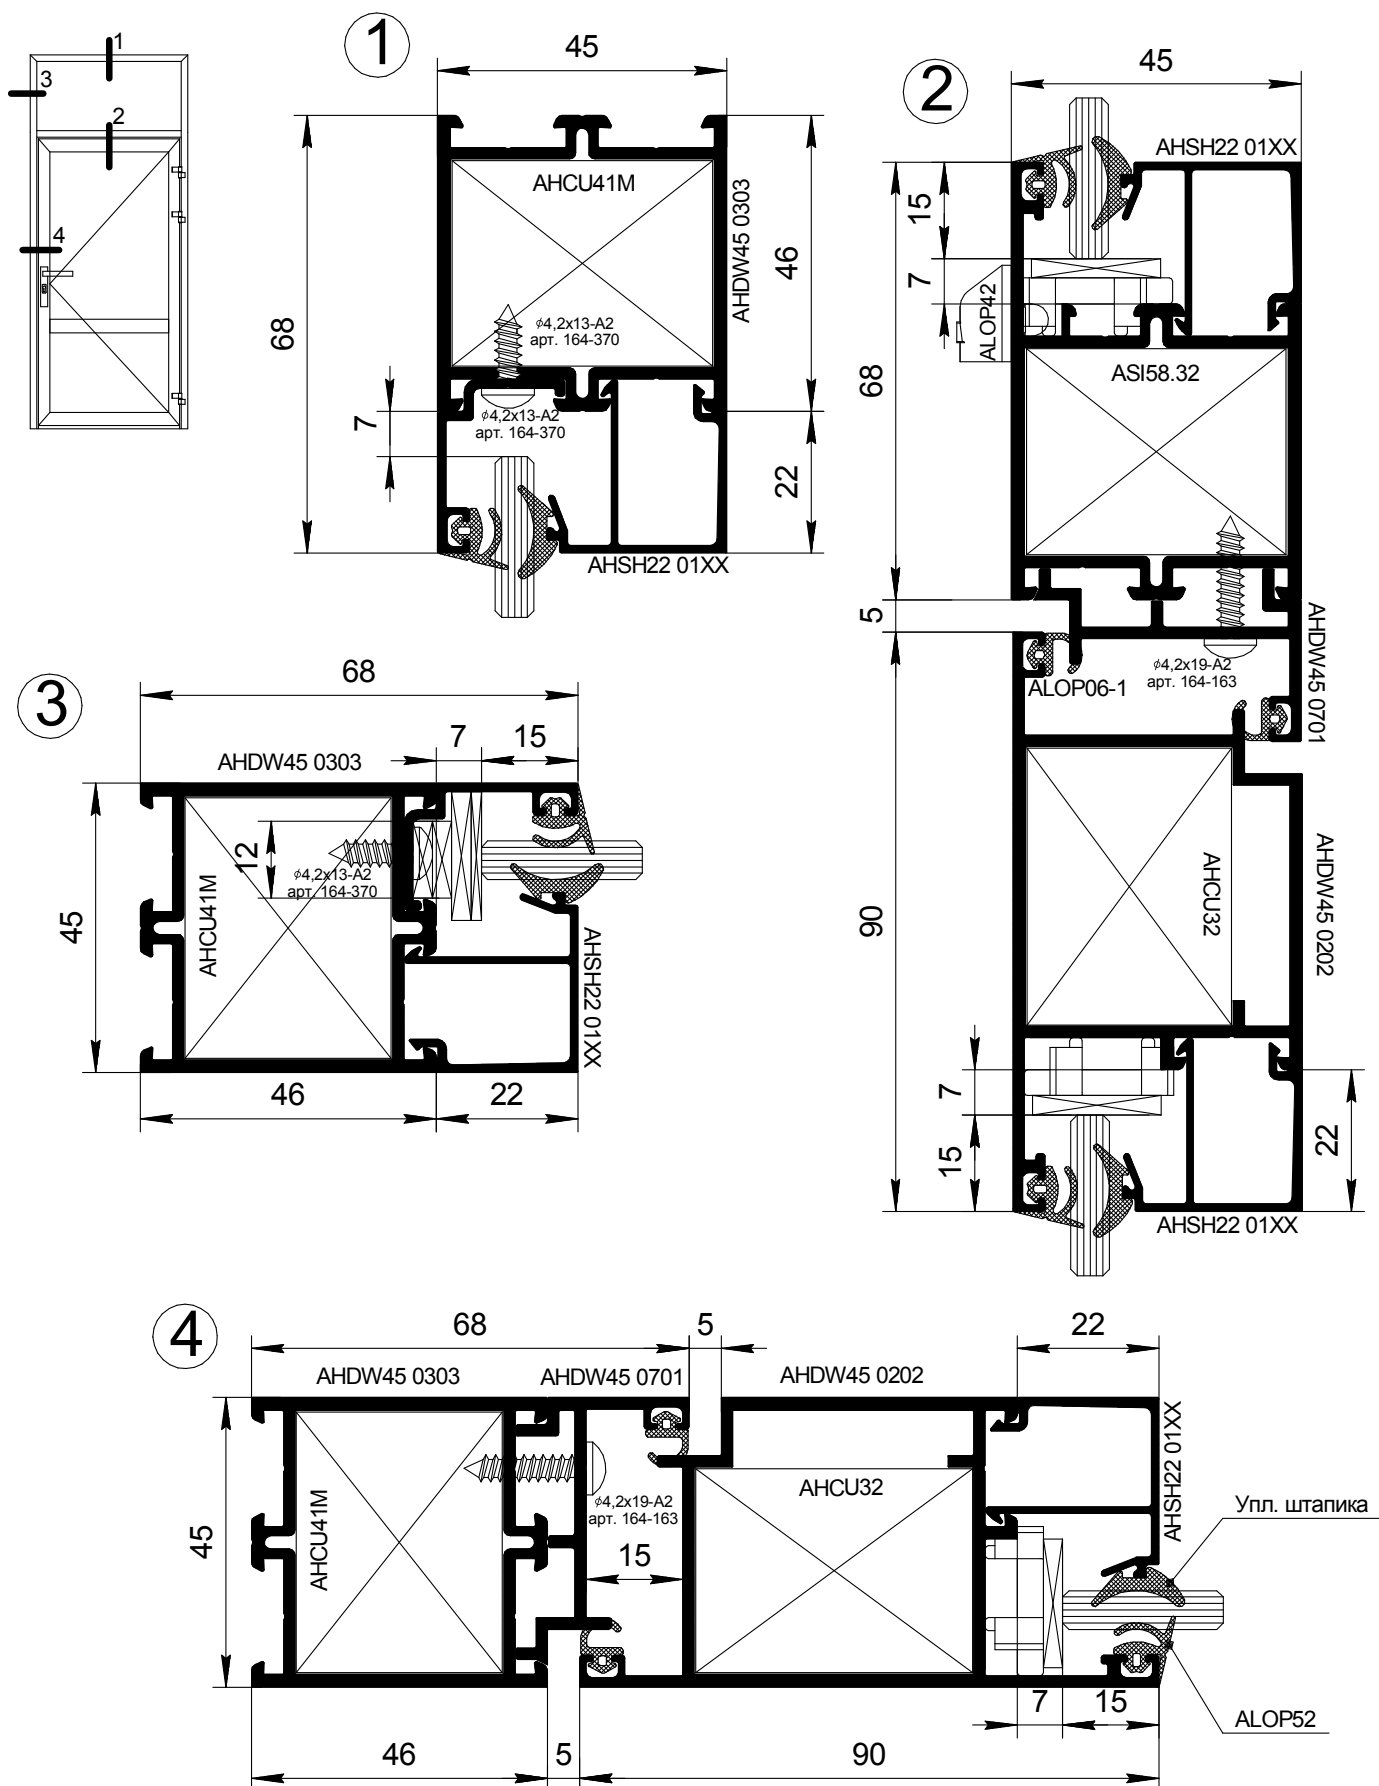 1
3
2
4
1
45
AHCU41M
AHDW45 0303
ϕ4,2x13-A2
арт. 164-370
68
46
7
ϕ4,2x13-A2
арт. 164-370
22
AHSH22 01XX
2
45
AHSH22 01XX
15
7
ALOP42
ASI58.32
68
5
ALOP06-1
ϕ4,2x19-A2
арт. 164-163
AHDW45 0701
90
AHCU32
AHDW45 0202
7
15
22
AHSH22 01XX
3
68
AHDW45 0303
7
15
12
ϕ4,2x13-A2
арт. 164-370
AHCU41M
45
AHSH22 01XX
46
22
4
68
5
22
AHDW45 0303
AHDW45 0701
AHDW45 0202
AHSH22 01XX
AHCU41M
AHCU32
ϕ4,2x19-A2
арт. 164-163
15
45
Упл. штапика
7
15
ALOP52
46
5
90